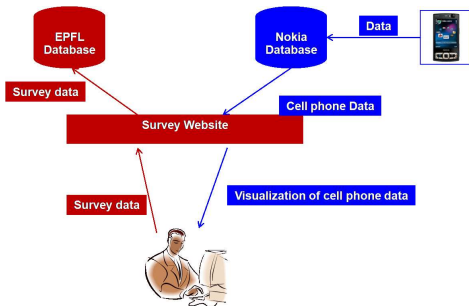 EPFL
Database
Nokia
Database
Data
Survey data
Cell phone Data
Survey Website
Survey data
Visualization of cell phone data